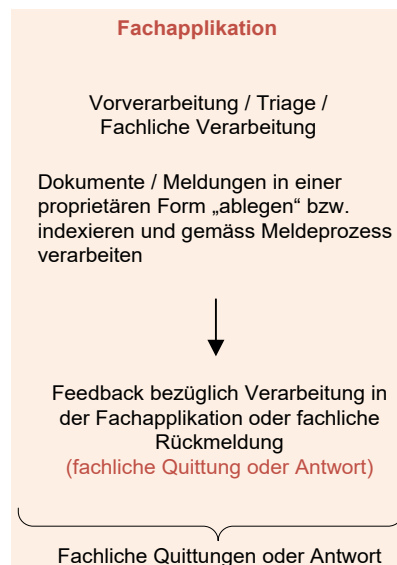 Fachapplikation
Vorverarbeitung / Triage /
Fachliche Verarbeitung
Dokumente / Meldungen in einer
proprietären Form „ablegen“ bzw.
indexieren und gemäss Meldeprozess
verarbeiten
Feedback bezüglich Verarbeitung in
der Fachapplikation oder fachliche
Rückmeldung
(fachliche Quittung oder Antwort)
Fachliche Quittungen oder Antwort